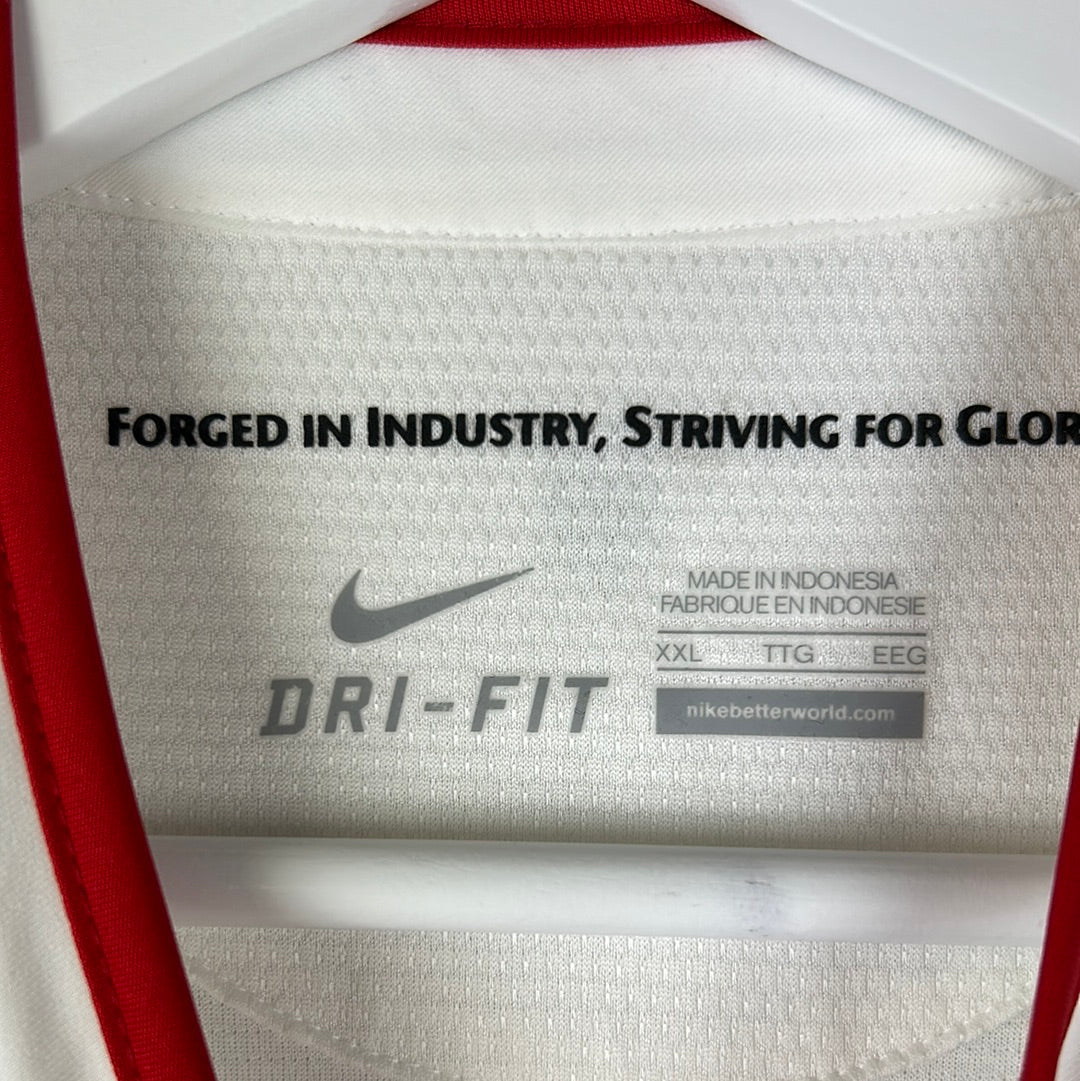 FORGED IN INDUSTRY, STRIVING FOR GLOR
MADE IN INDONESIA
FABRIQUE EN INDONESIE
XXL TTG EEG
DRI-FIT
nikebetterworld.com